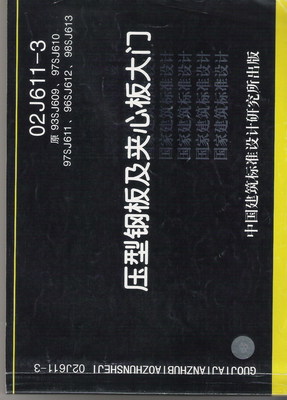 02J611-3
原 93SJ609、97SJ610
97SJ611、96SJ612、98SJ613
压型钢板及夹心板大门
国家建筑标准设计
国家建筑标准设计
国家建筑标准设计
国家建筑标准设计
中国建筑标准设计研究所出版
GUOJIAJIANZHUBIAOZHUNSHEJI 02J611-3